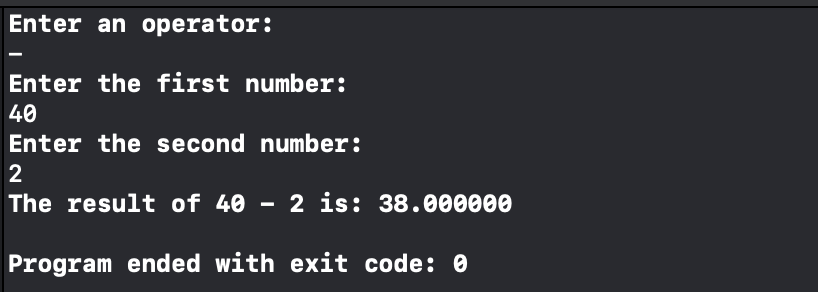 Enter an operator:
–
Enter the first number:
40
Enter the second number:
2
The result of 40 – 2 is: 38.000000
Program ended with exit code: 0